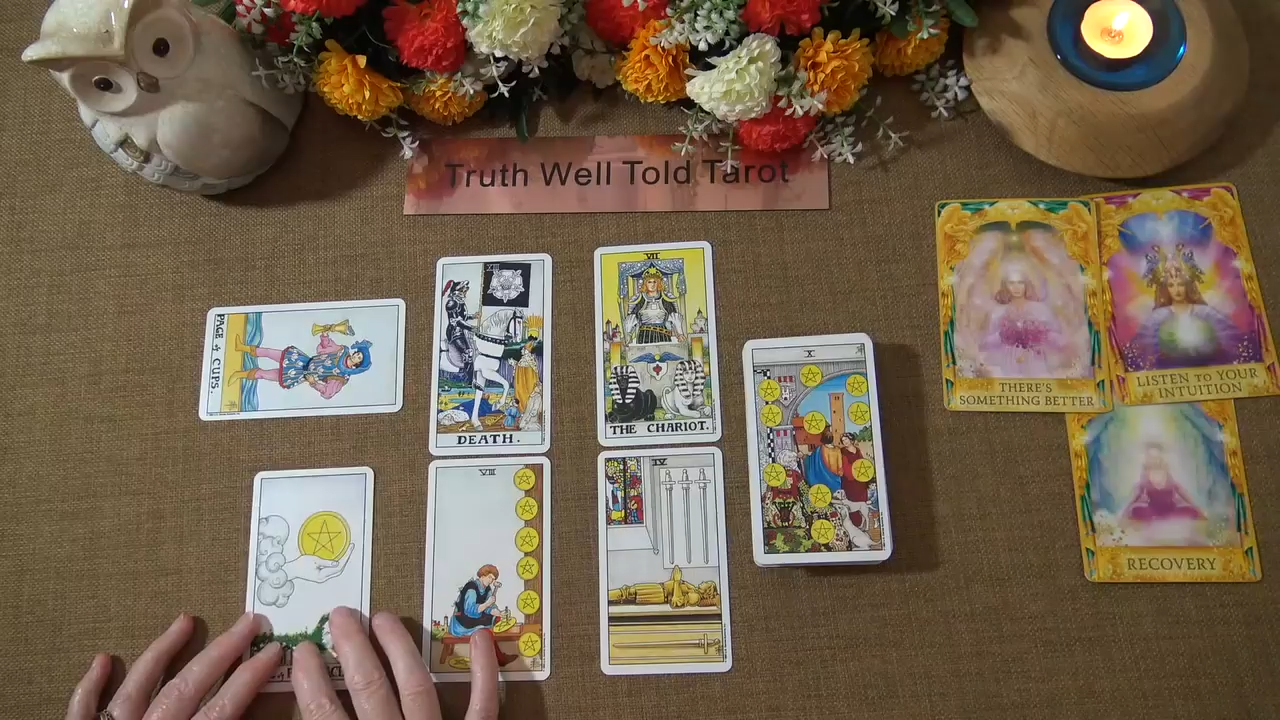 Truth Well Told Tarot
PAGE of CUPS.
XIII
DEATH.
VII
THE CHARIOT.
X
VIII
IV
THERE'S
SOMETHING BETTER
LISTEN TO YOUR
INTUITION
RECOVERY